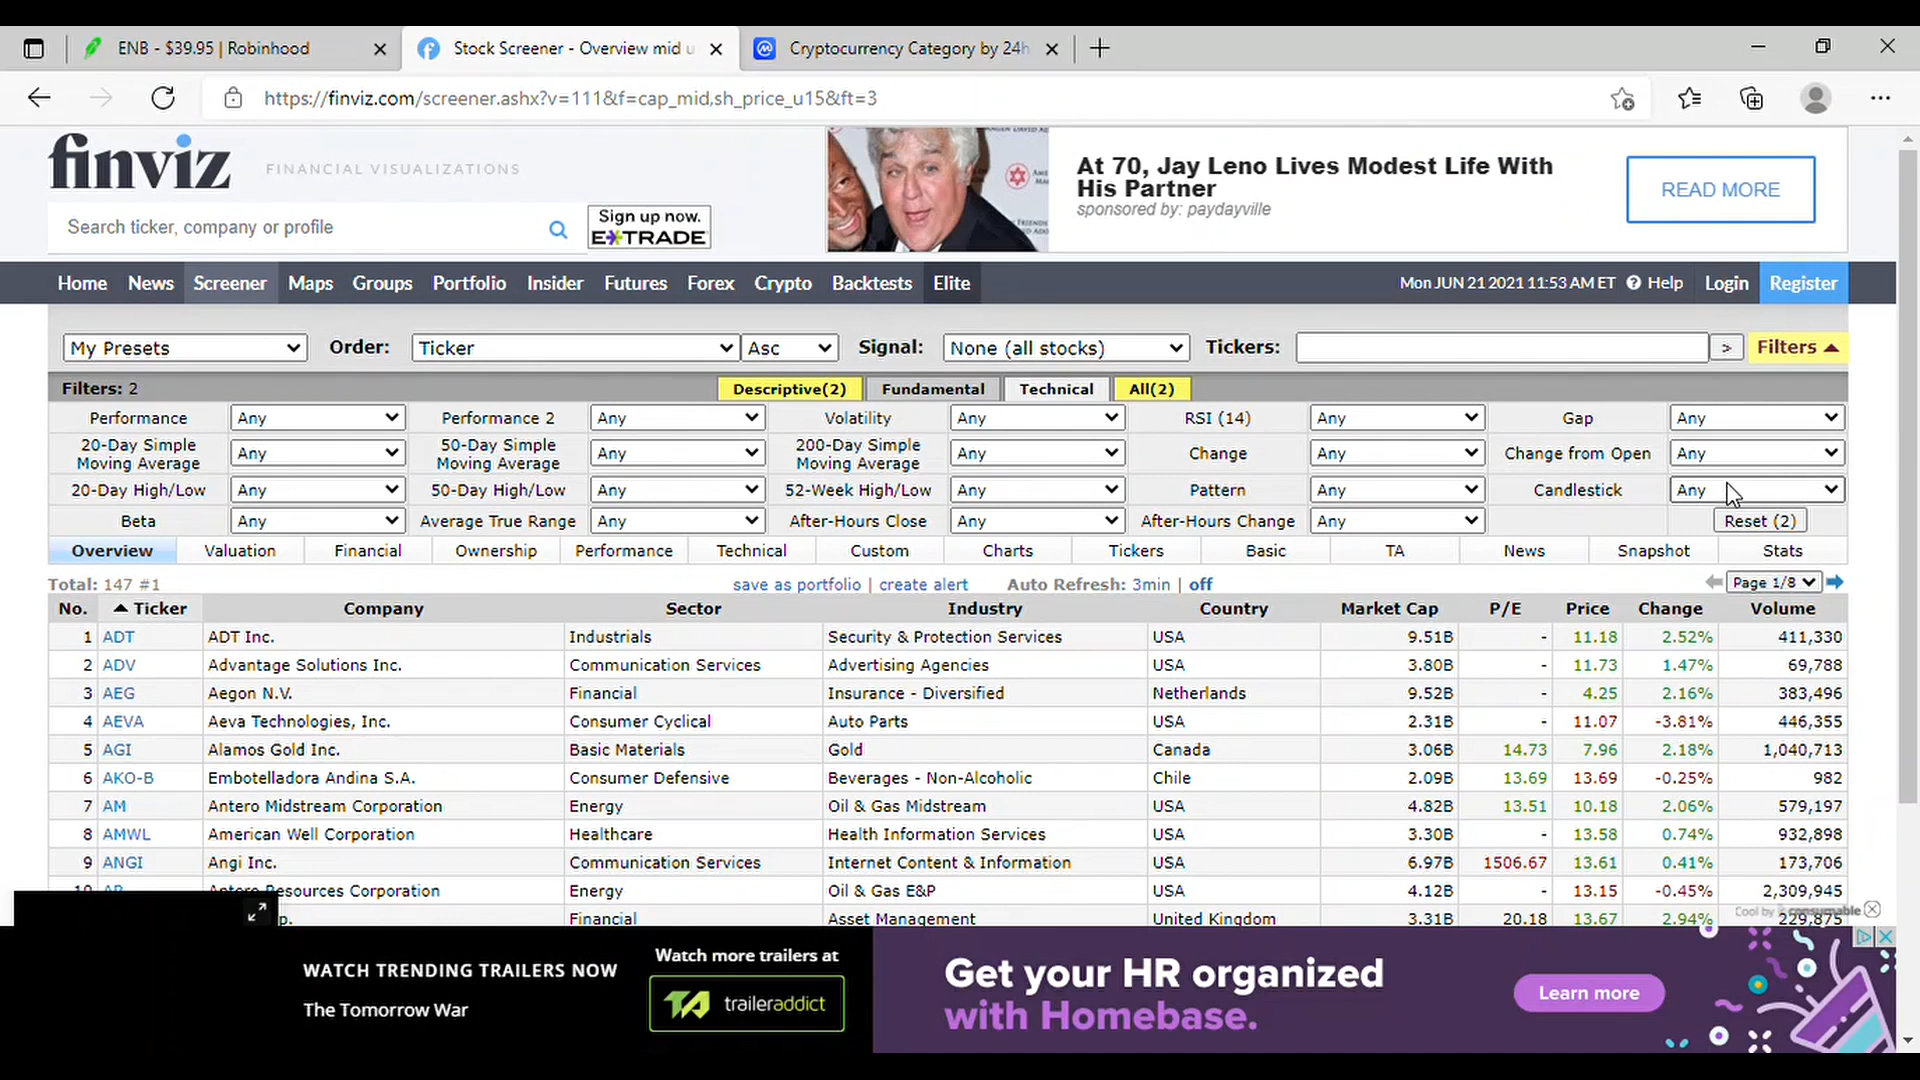 ENB - $39.95 | Robinhood
Stock Screener - Overview mid u
Cryptocurrency Category by 24h
https://finviz.com/screener.ashx?v=111&f=cap_mid,sh_price_u15&ft=3
finviz FINANCIAL VISUALIZATIONS
At 70, Jay Leno Lives Modest Life With
His Partner
sponsored by: paydayville
READ MORE
Search ticker, company or profile
Sign up now.
E*TRADE
Home News Screener Maps Groups Portfolio Insider Futures Forex Crypto Backtests Elite
Mon JUN 21 2021 11:53 AM ET ? Help Login Register
My Presets Order: Ticker Asc Signal: None (all stocks) Tickers: > Filters
Filters: 2 Descriptive(2) Fundamental Technical All(2)
Performance Any Performance 2 Any Volatility Any RSI (14) Any Gap Any
20-Day Simple Moving Average Any 50-Day Simple Moving Average Any 200-Day Simple Moving Average Any Change Any Change from Open Any
20-Day High/Low Any 50-Day High/Low Any 52-Week High/Low Any Pattern Any Candlestick Any
Beta Any Average True Range Any After-Hours Close Any After-Hours Change Any Reset (2)
Overview Valuation Financial Ownership Performance Technical Custom Charts Tickers Basic TA News Snapshot Stats
Total: 147 #1 save as portfolio | create alert Auto Refresh: 3min | off Page 1/8
No. Ticker Company Sector Industry Country Market Cap P/E Price Change Volume
1 ADT ADT Inc. Industrials Security & Protection Services USA 9.51B - 11.18 2.52% 411,330
2 ADV Advantage Solutions Inc. Communication Services Advertising Agencies USA 3.80B - 11.73 1.47% 69,788
3 AEG Aegon N.V. Financial Insurance - Diversified Netherlands 9.52B - 4.25 2.16% 383,496
4 AEVA Aeva Technologies, Inc. Consumer Cyclical Auto Parts USA 2.31B - 11.07 -3.81% 446,355
5 AGI Alamos Gold Inc. Basic Materials Gold Canada 3.06B 14.73 7.96 2.18% 1,040,713
6 AKO-B Embotelladora Andina S.A. Consumer Defensive Beverages - Non-Alcoholic Chile 2.09B 13.69 13.69 -0.25% 982
7 AM Antero Midstream Corporation Energy Oil & Gas Midstream USA 4.82B 13.51 10.18 2.06% 579,197
8 AMWL American Well Corporation Healthcare Health Information Services USA 3.30B - 13.58 0.74% 932,898
9 ANGI Angi Inc. Communication Services Internet Content & Information USA 6.97B 1506.67 13.61 0.41% 173,706
10 AR Antero Resources Corporation Energy Oil & Gas E&P USA 4.12B - 13.15 -0.45% 2,309,945
p. Financial Asset Management United Kingdom 3.31B 20.18 13.67 2.94% 229,875
Cool by consumable
WATCH TRENDING TRAILERS NOW
The Tomorrow War
Watch more trailers at
TA traileraddict
Get your HR organized
with Homebase.
Learn more